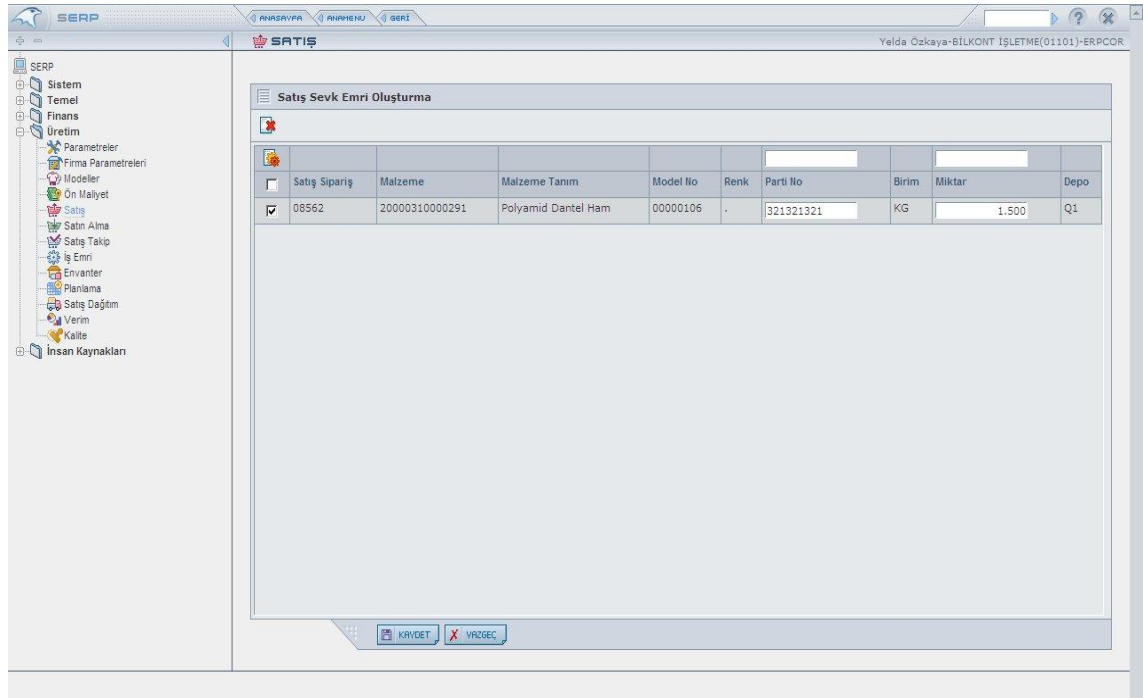 SERP
ANASAYFA ANAMENU GERİ
SATIŞ
Yelda Özkaya-BİLKONT İŞLETME(01101)-ERPCOR
SERP
Sistem
Temel
Finans
Üretim
Parametreler
Firma Parametreleri
Modeller
Ön Maliyet
Satış
Satın Alma
Satış Takip
İş Emri
Envanter
Planlama
Satış Dağıtım
Verim
Kalite
İnsan Kaynakları
Satış Sevk Emri Oluşturma
Satış Sipariş Malzeme Malzeme Tanım Model No Renk Parti No Birim Miktar Depo
08562 20000310000291 Polyamid Dantel Ham 00000106 . 321321321 KG 1.500 Q1
KAYDET VAZGEÇ